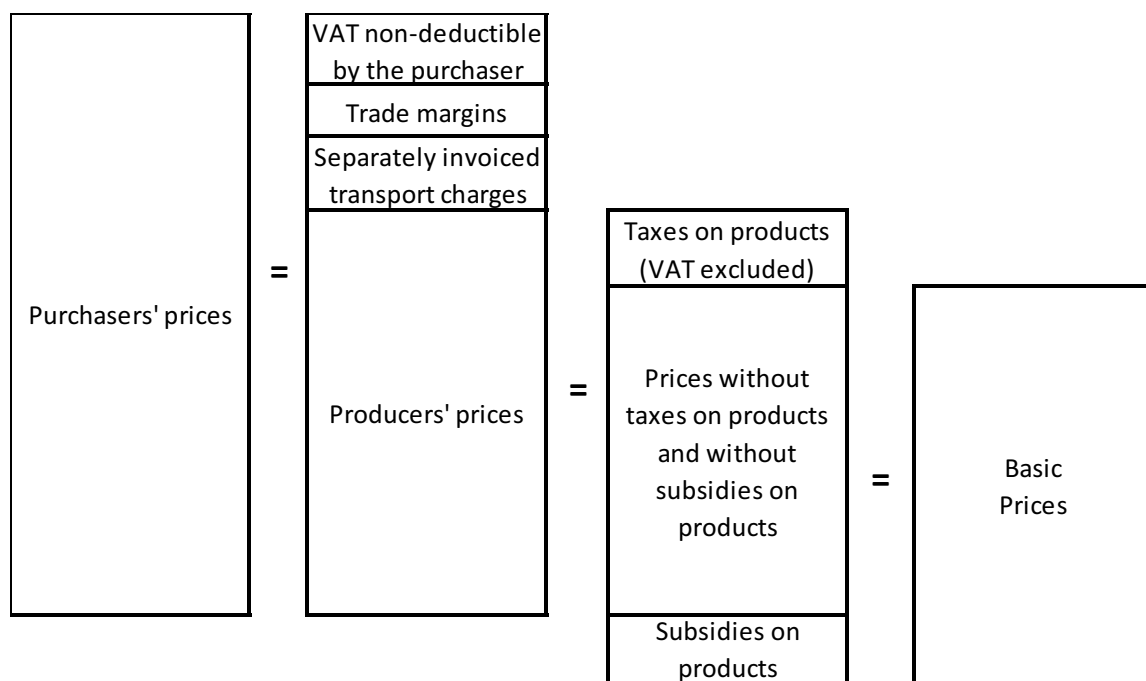 Purchasers' prices
=
VAT non-deductible
by the purchaser
Trade margins
Separately invoiced
transport charges
Producers' prices
=
Taxes on products
(VAT excluded)
Prices without
taxes on products
and without
subsidies on
products
Subsidies on
products
=
Basic
Prices